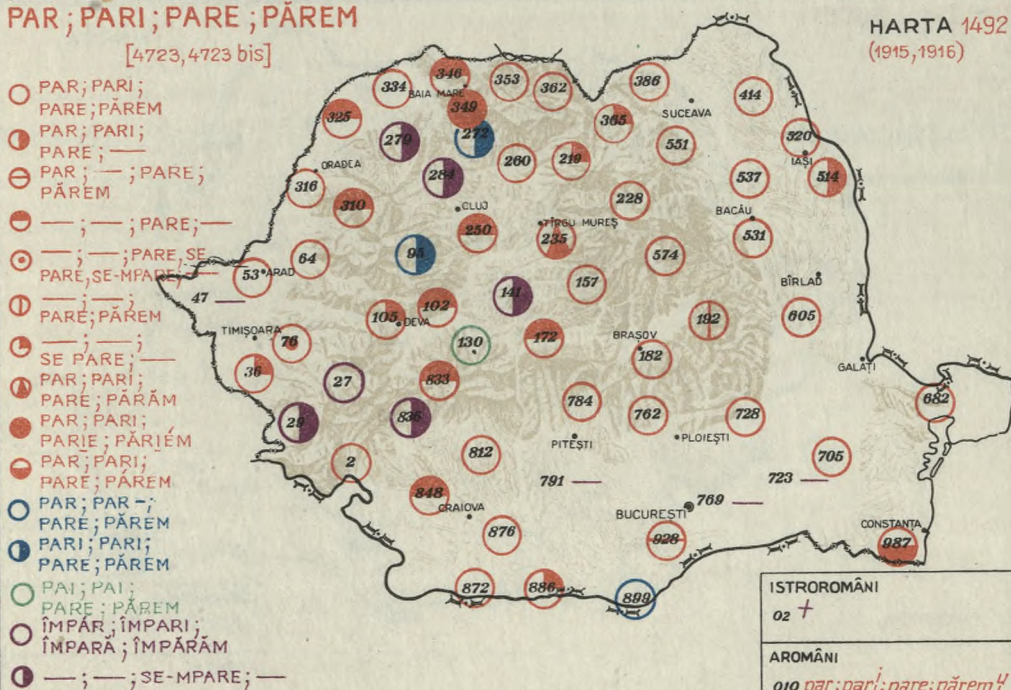 PAR; PARI; PARE; PĂREM
[4723,4723 bis]
HARTA 1492
(1915, 1916)
PAR; PARI;
PARE; PĂREM
PAR; PARI;
PARE; —
PAR; —; PARE;
PĂREM
—; —; PARE; —
—; —; PARE, SE
PARE, SE-MPARE; —
—; —;
PARE; PĂREM
—; —;
SE PARE; —
PAR; PARI;
PARE; PĂRĂM
PAR; PARI;
PARIE; PĂRIEM
PAR; PARI;
PARE; PĂREM
PAR; PAR-;
PARE; PĂREM
PARI; PARI;
PARE; PĂREM
PAI; PAI;
PARE; PĂREM
ÎMPĂR; ÎMPARI;
ÎMPARĂ; ÎMPĂRĂM
—; —; SE-MPARE; —
334
346
353
362
386
414
BAIA MARE
349
SUCEAVA
325
279
272
365
551
520
IAȘI
ORADEA
284
260
219
537
514
316
310
CLUJ
228
BACĂU
250
TÎRGU MUREȘ
235
531
64
95
574
53
ARAD
157
BÎRLAD
47
141
102
105
DEVA
192
605
TIMIȘOARA
76
130
172
BRAȘOV
182
GALAȚI
36
27
833
682
29
836
784
762
728
PITEȘTI
PLOIEȘTI
2
812
705
791
723
848
CRAIOVA
769
BUCUREȘTI
876
928
CONSTANȚA
987
872
886
899
ISTROROMÂNI
02 +
AROMÂNI
010 par; parⁱ; pare; părem